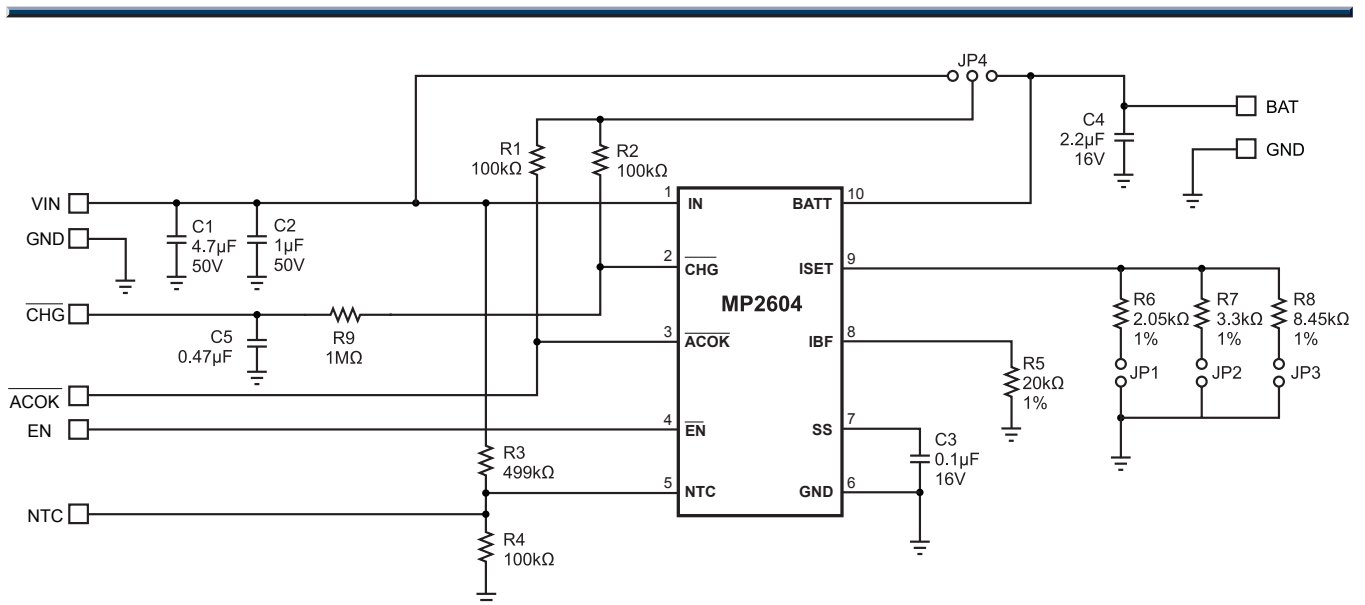 JP4
R1
100kΩ
R2
100kΩ
C4
2.2µF
16V
BAT
GND
VIN
GND
C1
4.7µF
50V
C2
1µF
50V
CHG
C5
0.47µF
R9
1MΩ
ACOK
EN
NTC
R3
499kΩ
R4
100kΩ
MP2604
1 IN
2 CHG
3 ACOK
4 EN
5 NTC
BATT 10
ISET 9
IBF 8
SS 7
GND 6
R6
2.05kΩ
1%
R7
3.3kΩ
1%
R8
8.45kΩ
1%
JP1
JP2
JP3
R5
20kΩ
1%
C3
0.1µF
16V